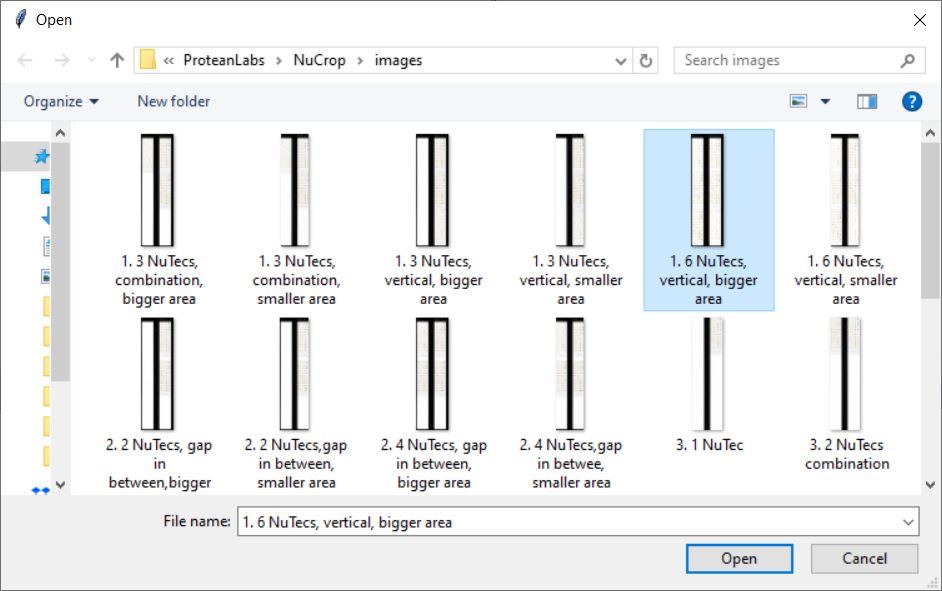 Open
« ProteanLabs > NuCrop > images
Search images
Organize
New folder
?
1. 3 NuTecs,
combination,
bigger area
1. 3 NuTecs,
combination,
smaller area
1. 3 NuTecs,
vertical, bigger
area
1. 3 NuTecs,
vertical, smaller
area
1. 6 NuTecs,
vertical, bigger
area
1. 6 NuTecs,
vertical, smaller
area
2. 2 NuTecs, gap
in
between,bigger
2. 2 NuTecs,gap
in between,
smaller area
2. 4 NuTecs, gap
in between,
bigger area
2. 4 NuTecs,gap
in betwee,
smaller area
3. 1 NuTec
3. 2 NuTecs
combination
File name:
1. 6 NuTecs, vertical, bigger area
Open
Cancel